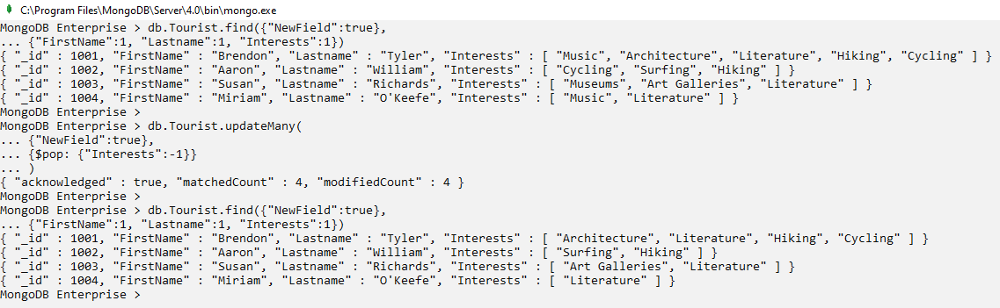 C:\Program Files\MongoDB\Server\4.0\bin\mongo.exe
MongoDB Enterprise > db.Tourist.find({"NewField":true},
... {"FirstName":1, "Lastname":1, "Interests":1})
{ "_id" : 1001, "FirstName" : "Brendon", "Lastname" : "Tyler", "Interests" : [ "Music", "Architecture", "Literature", "Hiking", "Cycling" ] }
{ "_id" : 1002, "FirstName" : "Aaron", "Lastname" : "William", "Interests" : [ "Cycling", "Surfing", "Hiking" ] }
{ "_id" : 1003, "FirstName" : "Susan", "Lastname" : "Richards", "Interests" : [ "Museums", "Art Galleries", "Literature" ] }
{ "_id" : 1004, "FirstName" : "Miriam", "Lastname" : "O'Keefe", "Interests" : [ "Music", "Literature" ] }
MongoDB Enterprise >
MongoDB Enterprise > db.Tourist.updateMany(
... {"NewField":true},
... {$pop: {"Interests":-1}}
... )
{ "acknowledged" : true, "matchedCount" : 4, "modifiedCount" : 4 }
MongoDB Enterprise >
MongoDB Enterprise > db.Tourist.find({"NewField":true},
... {"FirstName":1, "Lastname":1, "Interests":1})
{ "_id" : 1001, "FirstName" : "Brendon", "Lastname" : "Tyler", "Interests" : [ "Architecture", "Literature", "Hiking", "Cycling" ] }
{ "_id" : 1002, "FirstName" : "Aaron", "Lastname" : "William", "Interests" : [ "Surfing", "Hiking" ] }
{ "_id" : 1003, "FirstName" : "Susan", "Lastname" : "Richards", "Interests" : [ "Art Galleries", "Literature" ] }
{ "_id" : 1004, "FirstName" : "Miriam", "Lastname" : "O'Keefe", "Interests" : [ "Literature" ] }
MongoDB Enterprise >